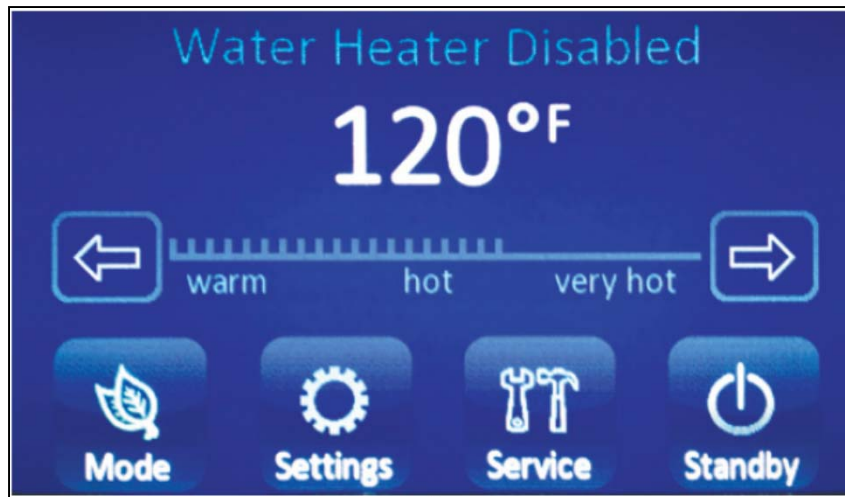 Water Heater Disabled
120°F
warm hot very hot
Mode Settings Service Standby